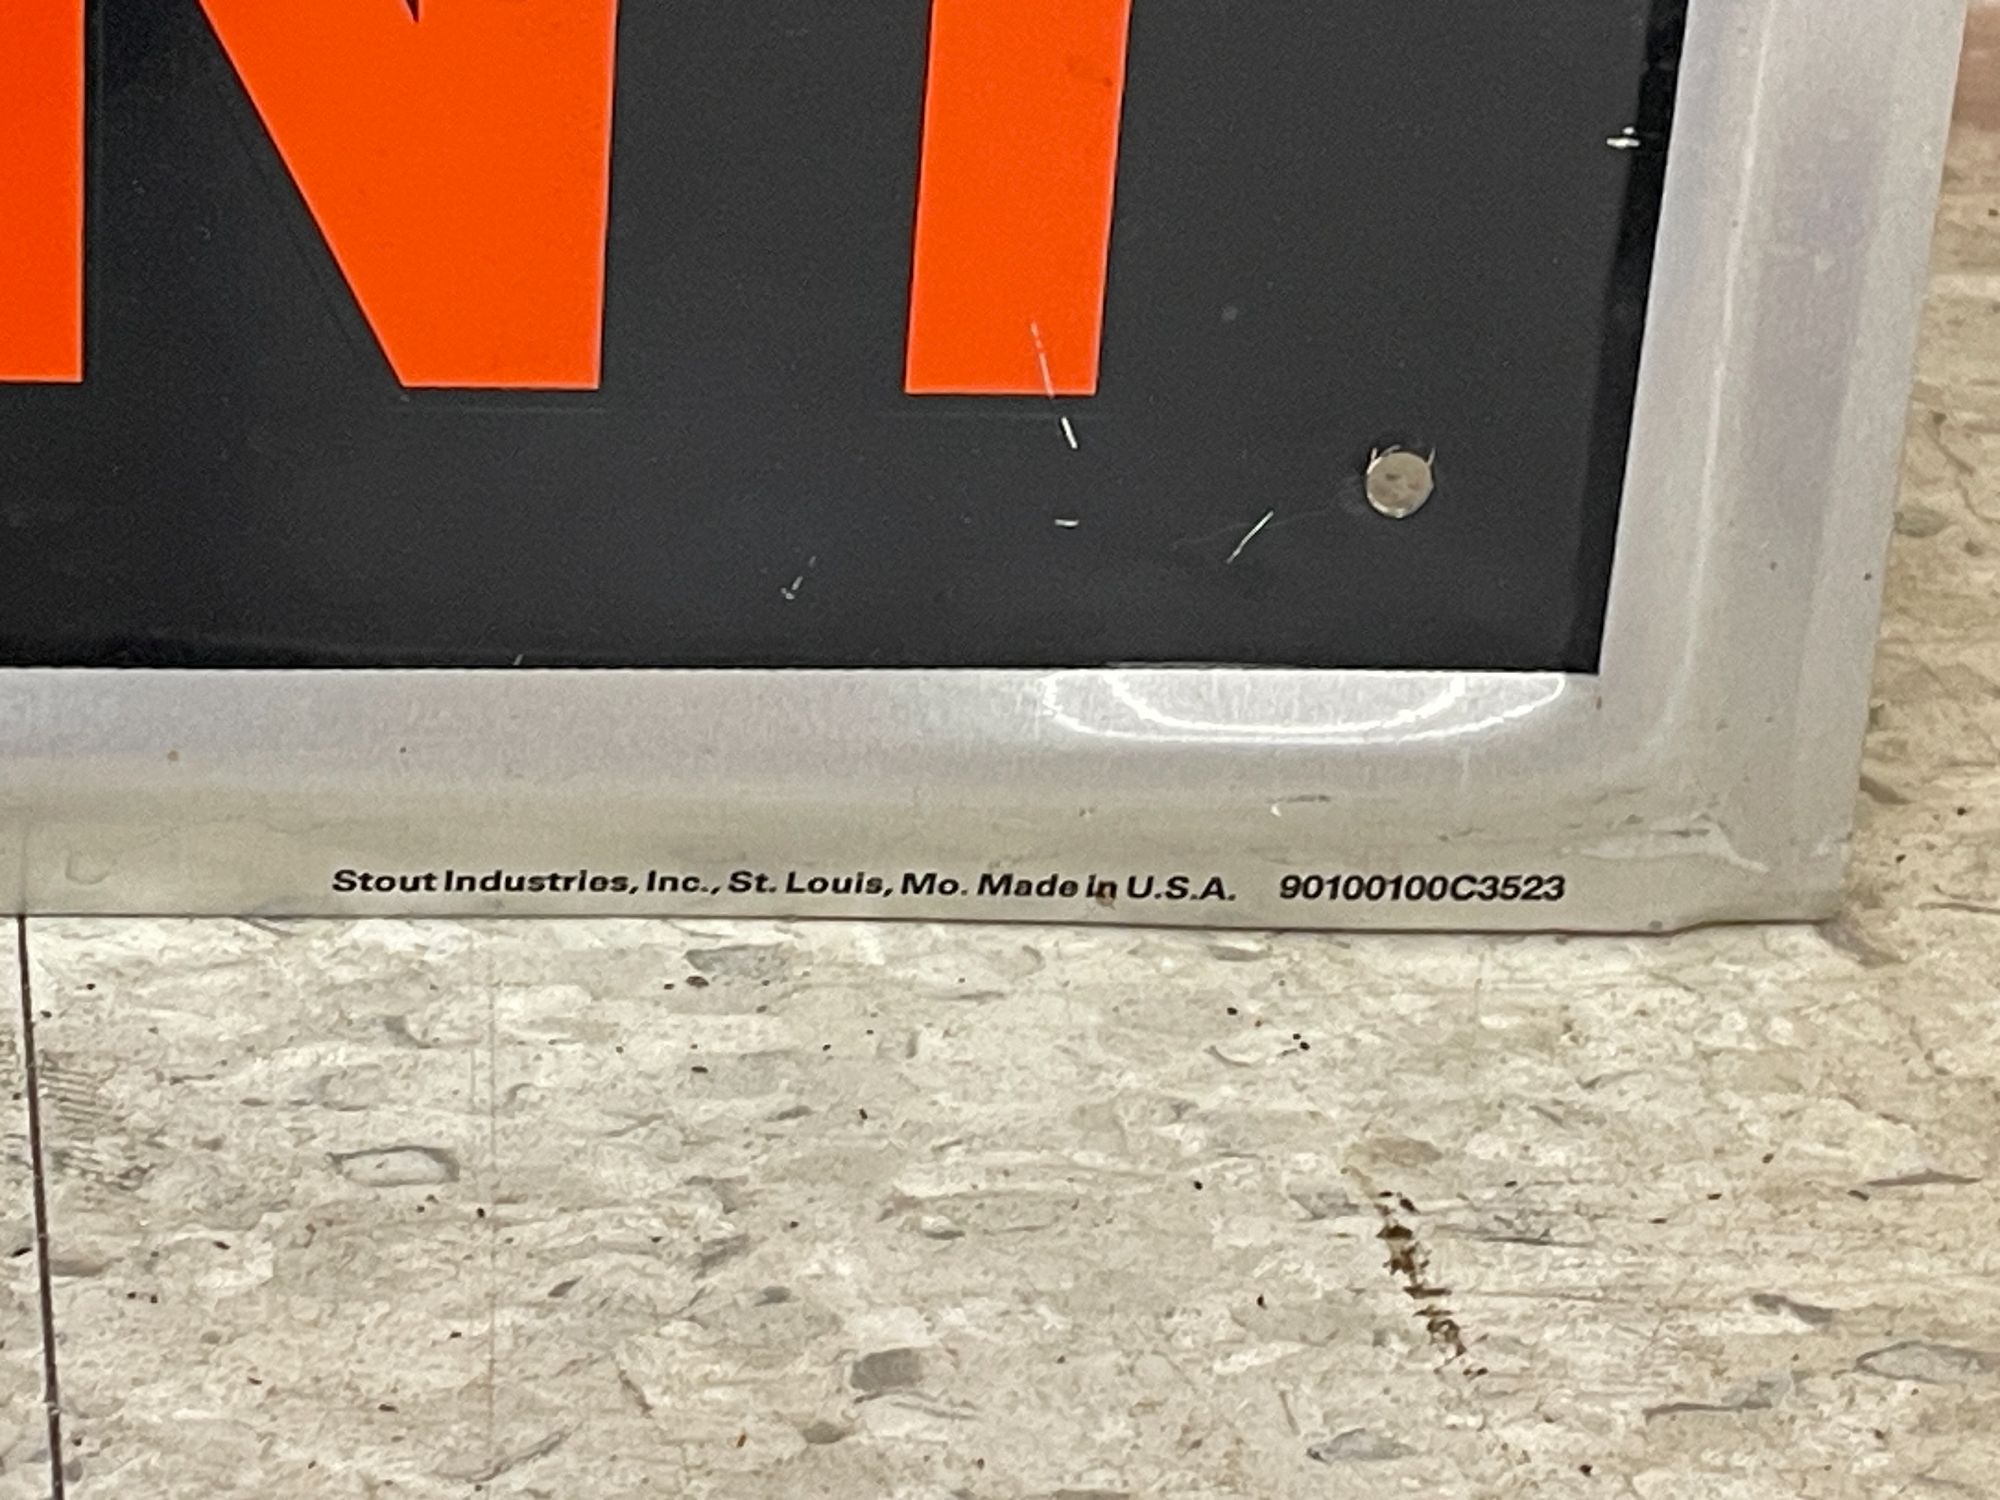 Stout Industries, Inc., St. Louis, Mo. Made in U.S.A. 90100100C3523